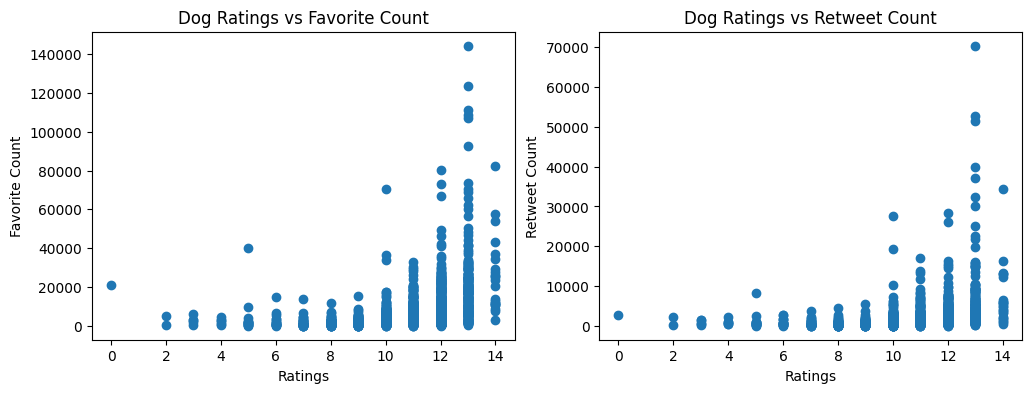 Dog Ratings vs Favorite Count
Favorite Count
140000
120000
100000
80000
60000
40000
20000
0
0 2 4 6 8 10 12 14
Ratings
Dog Ratings vs Retweet Count
Retweet Count
70000
60000
50000
40000
30000
20000
10000
0
0 2 4 6 8 10 12 14
Ratings